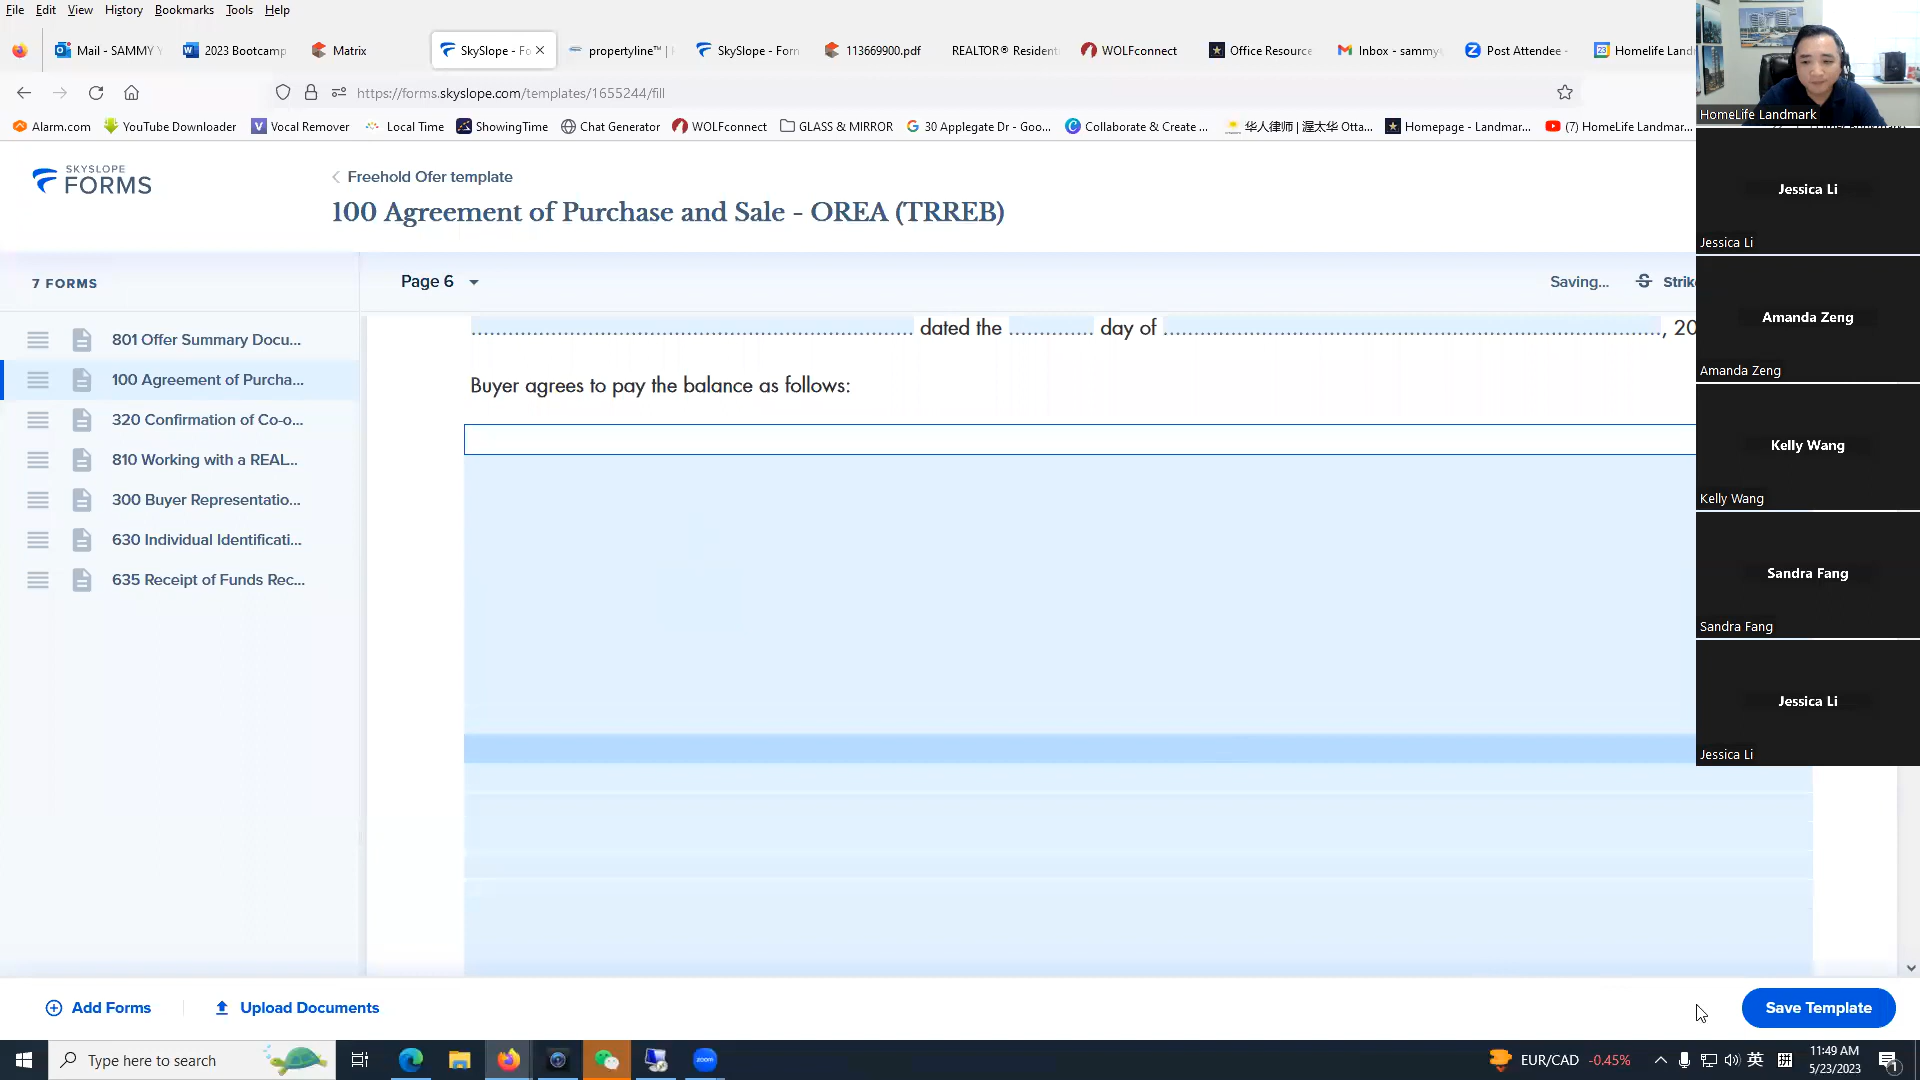 File Edit View History Bookmarks Tools Help
Mail - SAMMY Y
2023 Bootcamp
Matrix
SkySlope - Fo
propertyline™ |
SkySlope - Forn
113669900.pdf
REALTOR® Resident
WOLFconnect
Office Resource
Inbox - sammy
Post Attendee -
Homelife Land
https://forms.skyslope.com/templates/1655244/fill
Alarm.com
YouTube Downloader
Vocal Remover
Local Time
ShowingTime
Chat Generator
WOLFconnect
GLASS & MIRROR
30 Applegate Dr - Goo...
Collaborate & Create ...
华人律师 | 渥太华 Otta...
Homepage - Landmar...
(7) HomeLife Landmar...
SKYSLOPE
FORMS
Freehold Ofer template
100 Agreement of Purchase and Sale - OREA (TRREB)
7 FORMS
Page 6
Saving...
Strik
801 Offer Summary Docu...
100 Agreement of Purcha...
320 Confirmation of Co-o...
810 Working with a REAL...
300 Buyer Representatio...
630 Individual Identificati...
635 Receipt of Funds Rec...
dated the ............. day of ............, 20
Buyer agrees to pay the balance as follows:
HomeLife Landmark
Jessica Li
Jessica Li
Amanda Zeng
Amanda Zeng
Kelly Wang
Kelly Wang
Sandra Fang
Sandra Fang
Jessica Li
Jessica Li
Add Forms
Upload Documents
Save Template
Type here to search
zoom
EUR/CAD -0.45%
英
拼
11:49 AM
5/23/2023
1